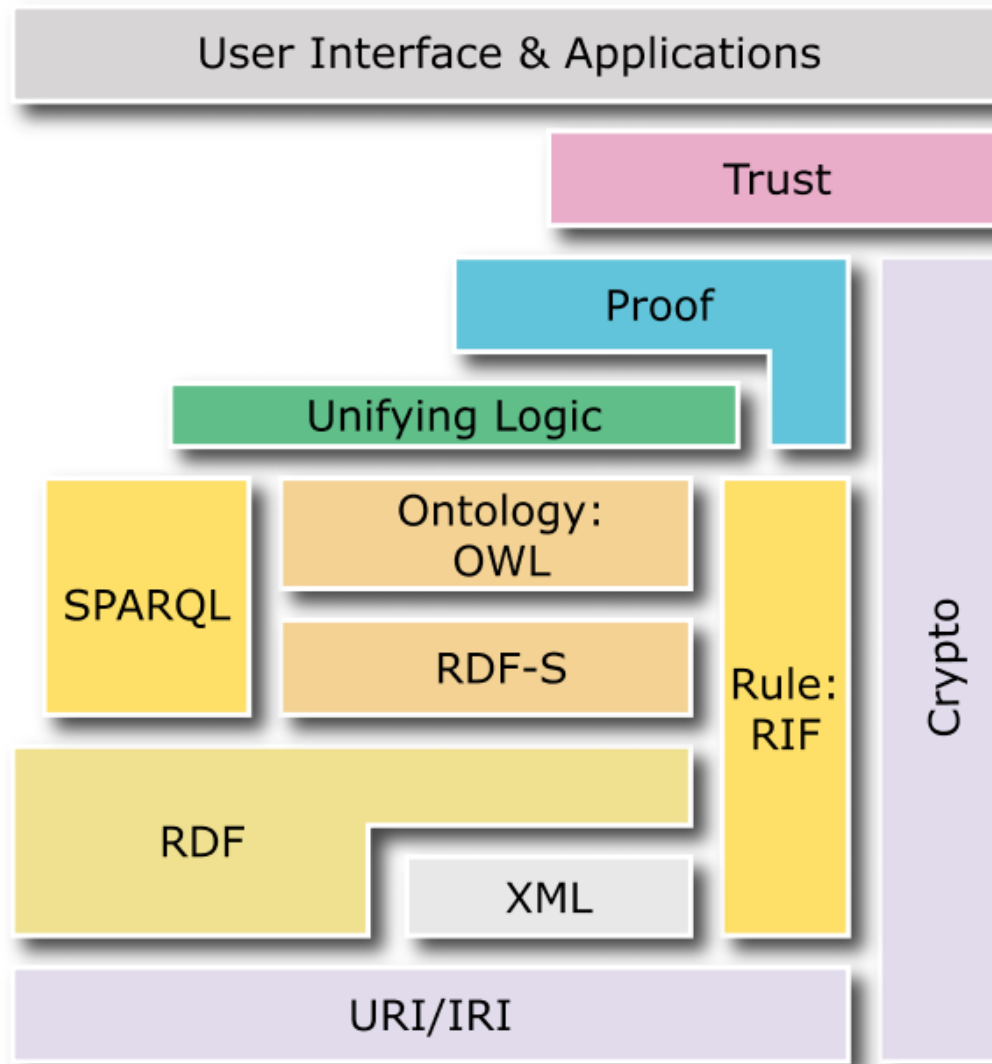 User Interface & Applications
Trust
Proof
Unifying Logic
Ontology:
OWL
SPARQL
RDF-S
Rule:
RIF
Crypto
RDF
XML
URI/IRI